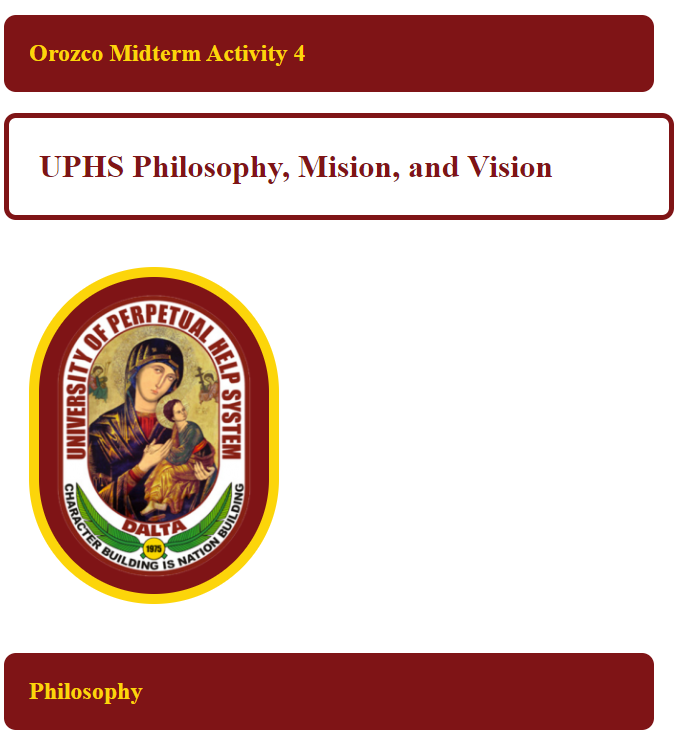 Orozco Midterm Activity 4
UPHS Philosophy, Mision, and Vision
UNIVERSITY OF PERPETUAL HELP SYSTEM
DALTA
1975
CHARACTER BUILDING IS NATION BUILDING
Philosophy